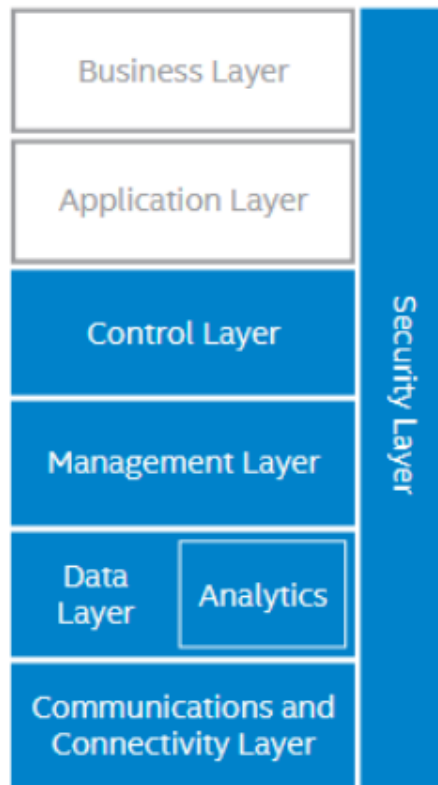 Business Layer
Application Layer
Control Layer
Management Layer
Data
Layer
Analytics
Communications and
Connectivity Layer
Security Layer